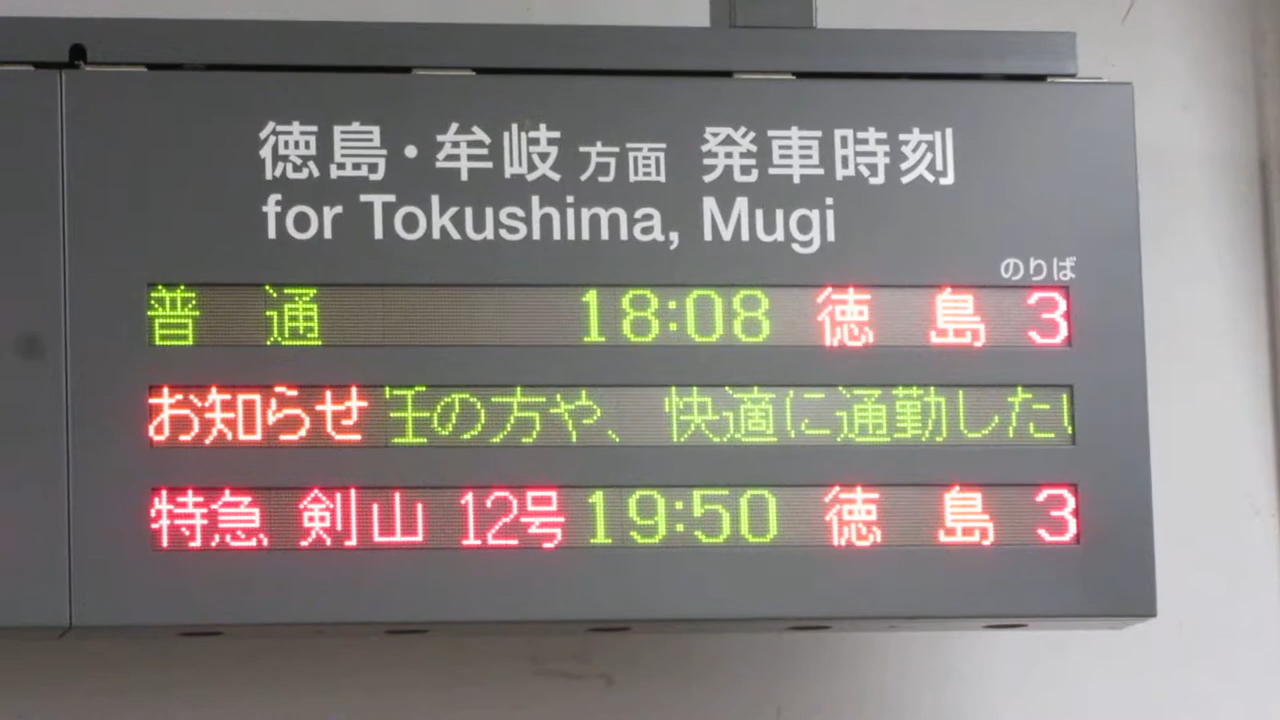 徳島・牟岐 方面 発車時刻
for Tokushima, Mugi
のりば
普 通 18:08 徳 島 3
お知らせ の方や、快適に通勤した
特急 剣山 12号 19:50 徳 島 3